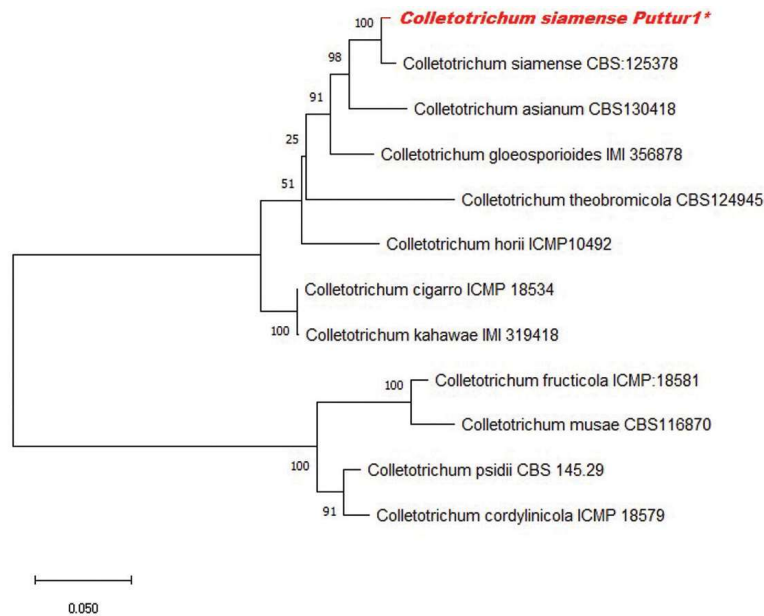 100
Colletotrichum siamense Puttur1*
98
Colletotrichum siamense CBS:125378
91
Colletotrichum asianum CBS130418
25
Colletotrichum gloeosporioides IMI 356878
51
Colletotrichum theobromicola CBS124945
Colletotrichum horii ICMP10492
Colletotrichum cigarro ICMP 18534
100
Colletotrichum kahawae IMI 319418
100
Colletotrichum fructicola ICMP:18581
Colletotrichum musae CBS116870
100
Colletotrichum psidii CBS 145.29
91
Colletotrichum cordylinicola ICMP 18579
0.050